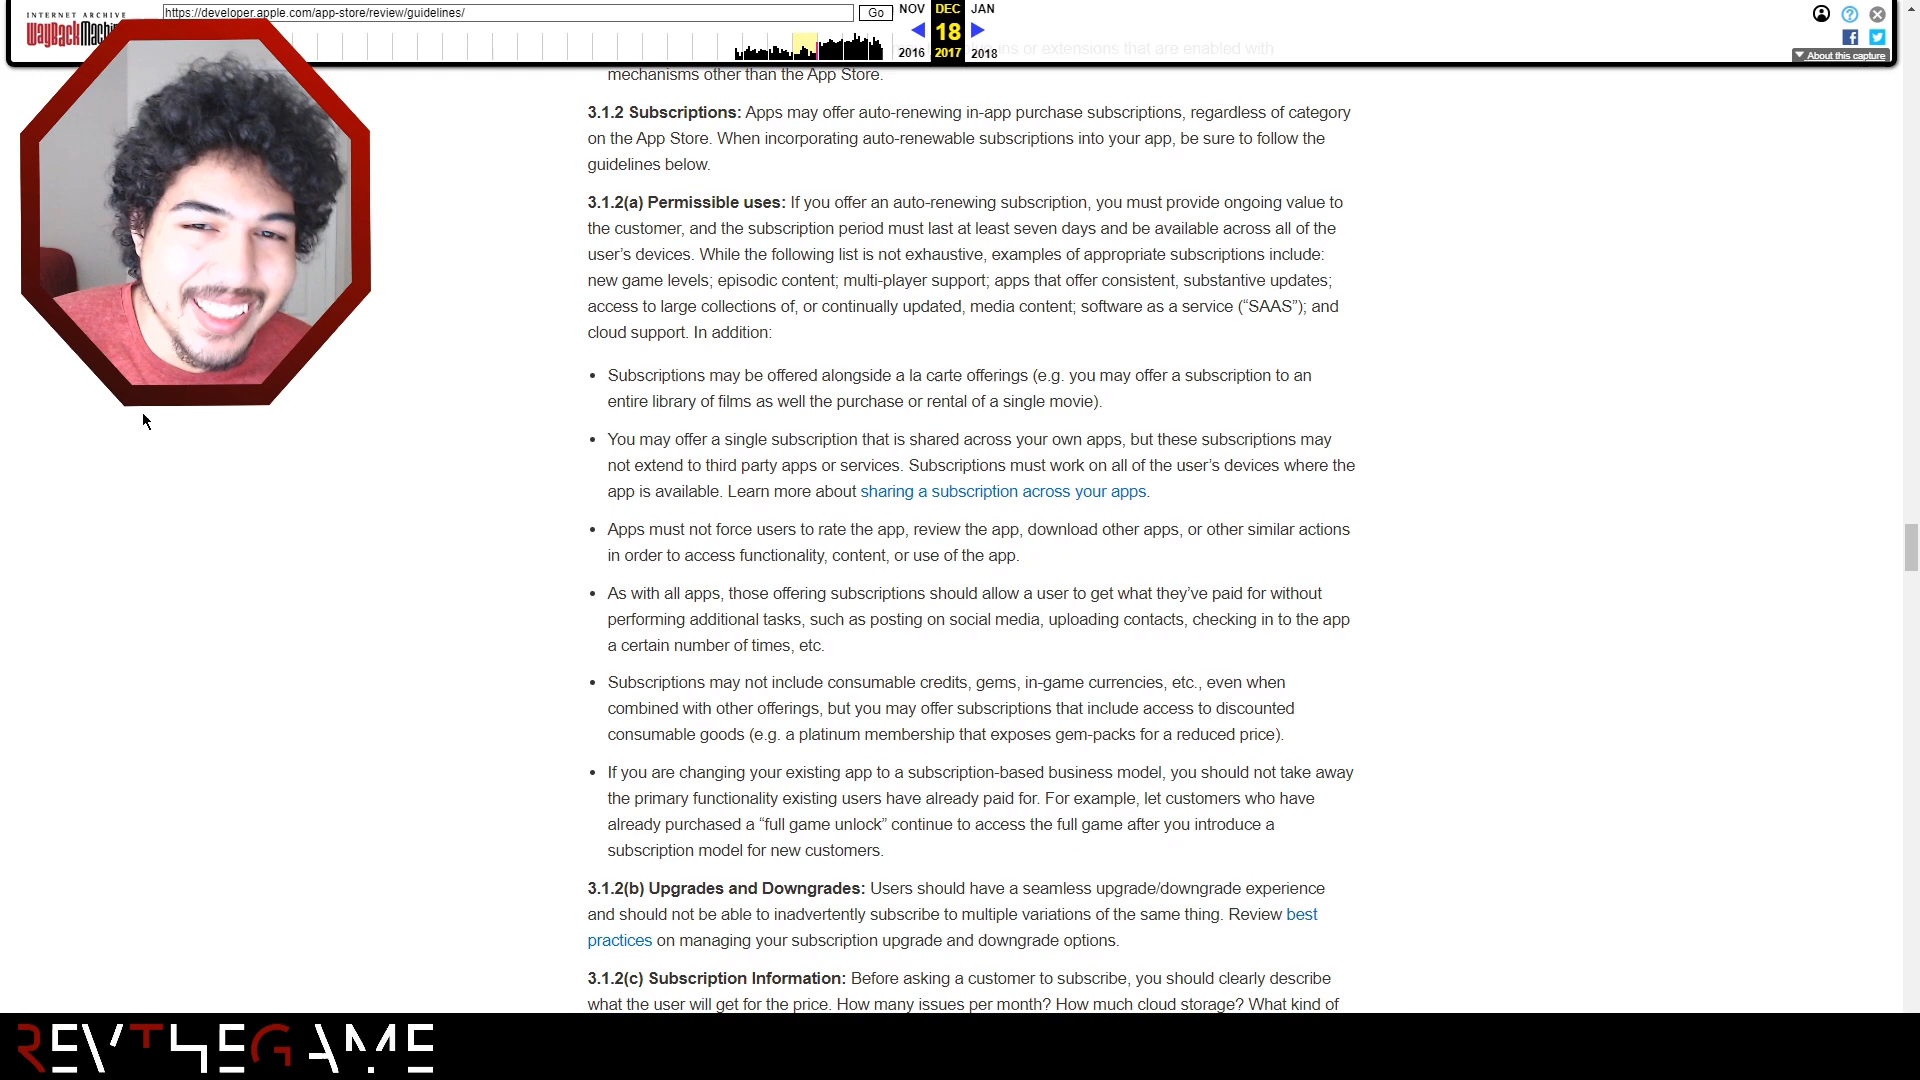 INTERNET ARCHIVE
https://developer.apple.com/app-store/review/guidelines/
Go
NOV
DEC
JAN
18
2016
2017
2018
About this capture
ins or extensions that are enabled with
mechanisms other than the App Store.
3.1.2 Subscriptions: Apps may offer auto-renewing in-app purchase subscriptions, regardless of category
on the App Store. When incorporating auto-renewable subscriptions into your app, be sure to follow the
guidelines below.
3.1.2(a) Permissible uses: If you offer an auto-renewing subscription, you must provide ongoing value to
the customer, and the subscription period must last at least seven days and be available across all of the
user’s devices. While the following list is not exhaustive, examples of appropriate subscriptions include:
new game levels; episodic content; multi-player support; apps that offer consistent, substantive updates;
access to large collections of, or continually updated, media content; software as a service (“SAAS”); and
cloud support. In addition:
• Subscriptions may be offered alongside a la carte offerings (e.g. you may offer a subscription to an
entire library of films as well the purchase or rental of a single movie).
• You may offer a single subscription that is shared across your own apps, but these subscriptions may
not extend to third party apps or services. Subscriptions must work on all of the user’s devices where the
app is available. Learn more about sharing a subscription across your apps.
• Apps must not force users to rate the app, review the app, download other apps, or other similar actions
in order to access functionality, content, or use of the app.
• As with all apps, those offering subscriptions should allow a user to get what they’ve paid for without
performing additional tasks, such as posting on social media, uploading contacts, checking in to the app
a certain number of times, etc.
• Subscriptions may not include consumable credits, gems, in-game currencies, etc., even when
combined with other offerings, but you may offer subscriptions that include access to discounted
consumable goods (e.g. a platinum membership that exposes gem-packs for a reduced price).
• If you are changing your existing app to a subscription-based business model, you should not take away
the primary functionality existing users have already paid for. For example, let customers who have
already purchased a “full game unlock” continue to access the full game after you introduce a
subscription model for new customers.
3.1.2(b) Upgrades and Downgrades: Users should have a seamless upgrade/downgrade experience
and should not be able to inadvertently subscribe to multiple variations of the same thing. Review best
practices on managing your subscription upgrade and downgrade options.
3.1.2(c) Subscription Information: Before asking a customer to subscribe, you should clearly describe
what the user will get for the price. How many issues per month? How much cloud storage? What kind of
REVTHEGAME